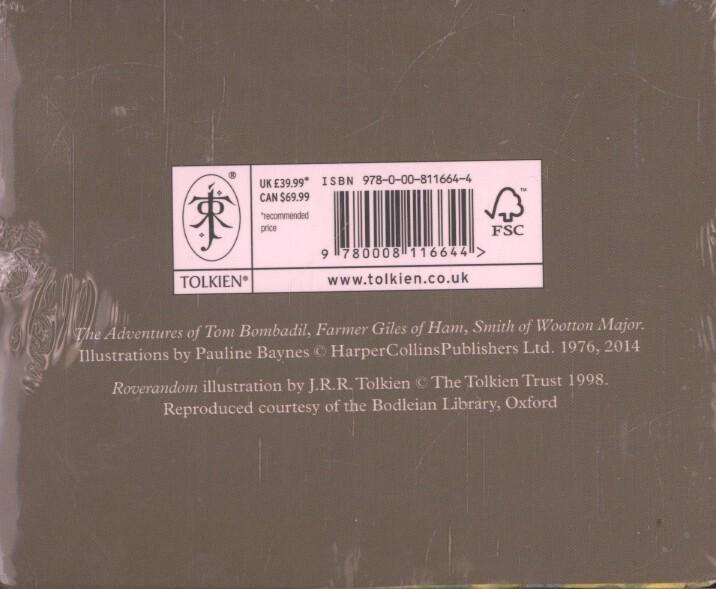 ®
UK £39.99*
CAN $69.99
*recommended
price
ISBN 978-0-00-811664-4
9 780008 116644 >
™
FSC
TOLKIEN®
www.tolkien.co.uk
The Adventures of Tom Bombadil, Farmer Giles of Ham, Smith of Wootton Major.
Illustrations by Pauline Baynes © HarperCollinsPublishers Ltd. 1976, 2014
Roverandom illustration by J.R.R. Tolkien © The Tolkien Trust 1998.
Reproduced courtesy of the Bodleian Library, Oxford